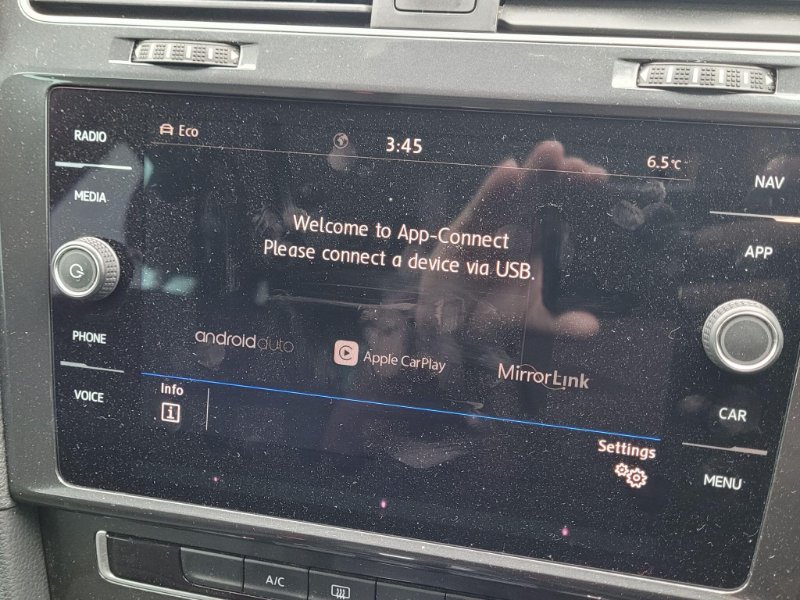 RADIO
Eco
3:45
6.5°C
NAV
MEDIA
Welcome to App-Connect
Please connect a device via USB.
APP
PHONE
androidauto
Apple CarPlay
MirrorLink
VOICE
Info
i
CAR
Settings
MENU
A/C